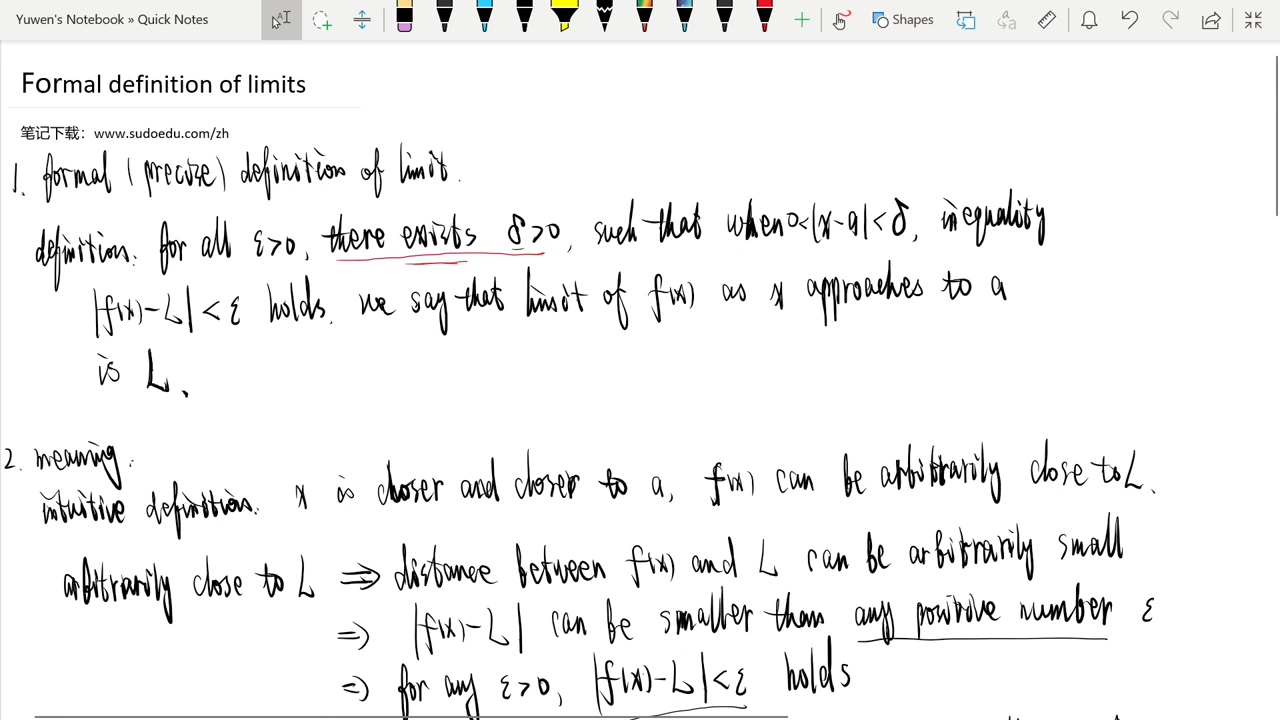 Yuwen's Notebook » Quick Notes
Shapes
Formal definition of limits
笔记下载：www.sudoedu.com/zh
1. formal (precise) definition of limit.
definition. for all ε>0, there exists δ>0, such that when 0<|x-a|<δ, inequality
|f(x)-L|<ε holds. we say that limit of f(x) as x approaches to a
is L.
2. meaning.
intuitive definition. x is closer and closer to a, f(x) can be arbitrarily close to L.
arbitrarily close to L ⇒ distance between f(x) and L can be arbitrarily small
⇒ |f(x)-L| can be smaller than any positive number ε
⇒ for any ε>0, |f(x)-L|<ε holds